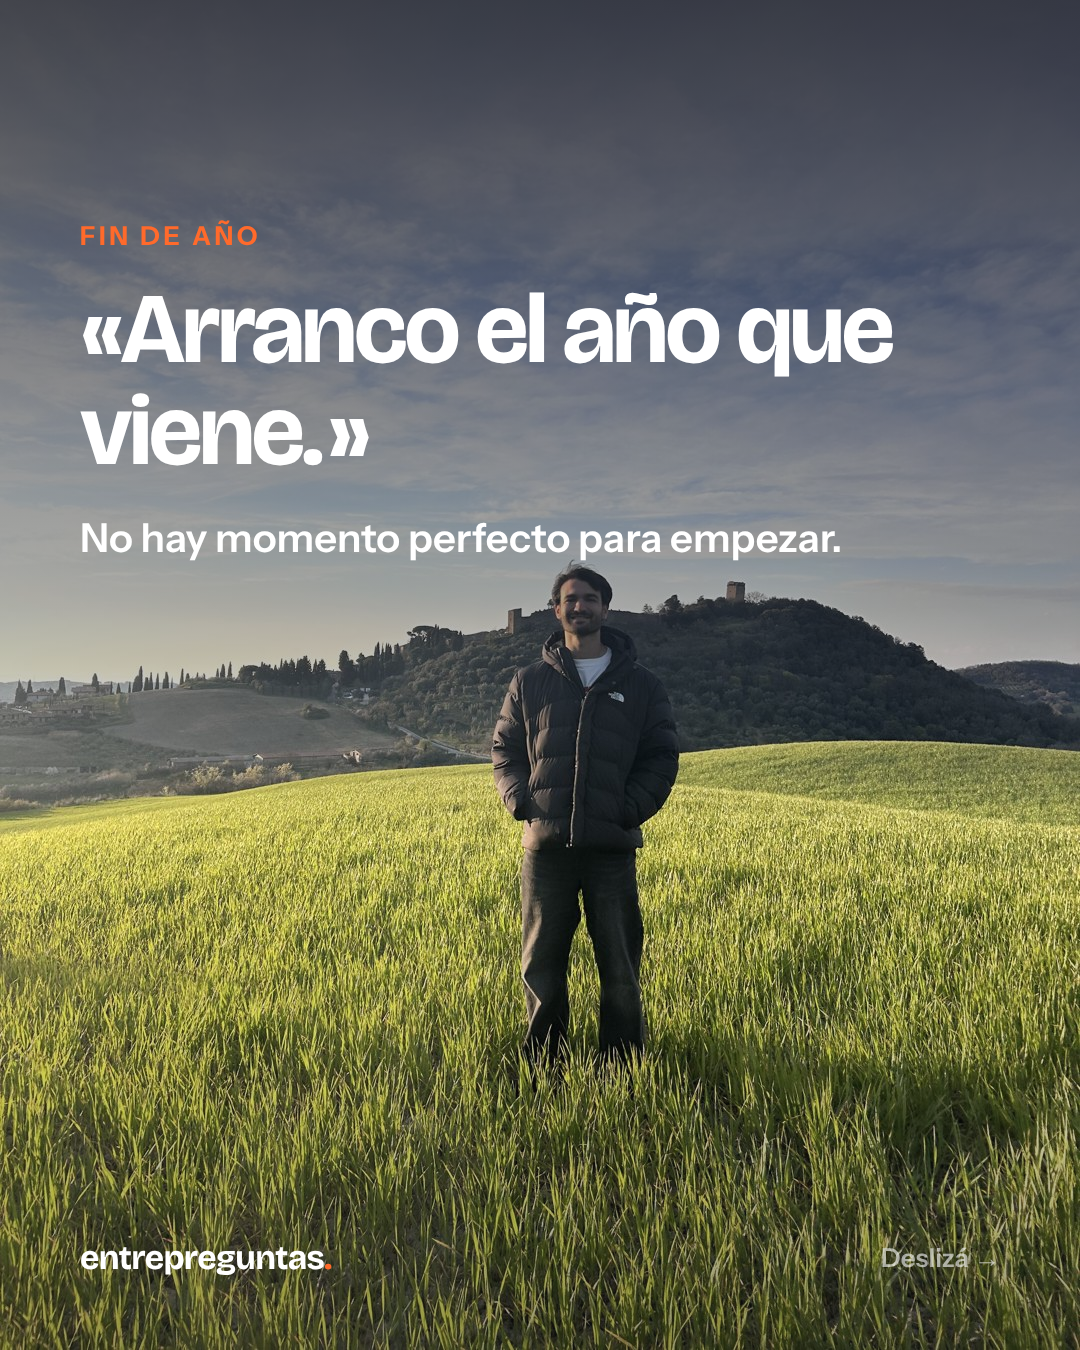 FIN DE AÑO
«Arranco el año que
viene.»
No hay momento perfecto para empezar.
entrepreguntas.
Deslizá →